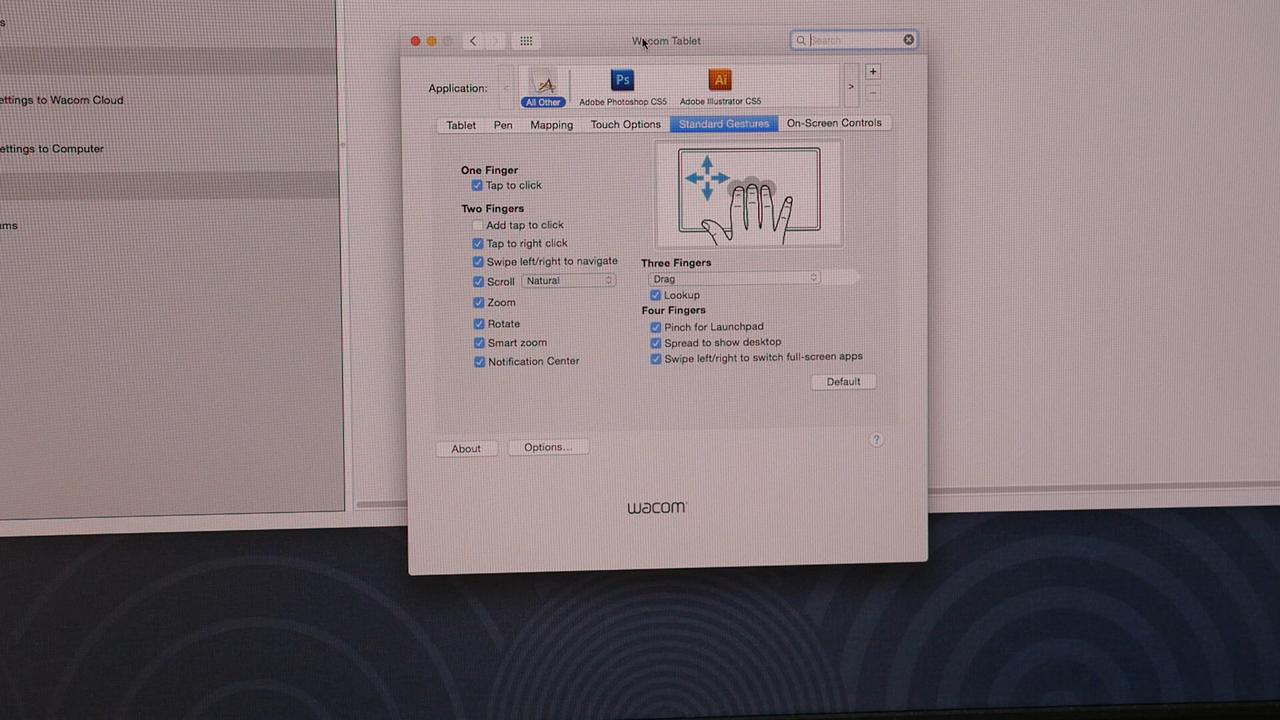 s
ettings to Wacom Cloud
ettings to Computer
ms
Wacom Tablet
Search
Application:
All Other
Ps
Adobe Photoshop CS5
Ai
Adobe Illustrator CS5
Tablet Pen Mapping Touch Options Standard Gestures On-Screen Controls
One Finger
Tap to click
Two Fingers
Add tap to click
Tap to right click
Swipe left/right to navigate
Scroll Natural
Zoom
Rotate
Smart zoom
Notification Center
Three Fingers
Drag
Lookup
Four Fingers
Pinch for Launchpad
Spread to show desktop
Swipe left/right to switch full-screen apps
Default
About
Options...
?
wacom